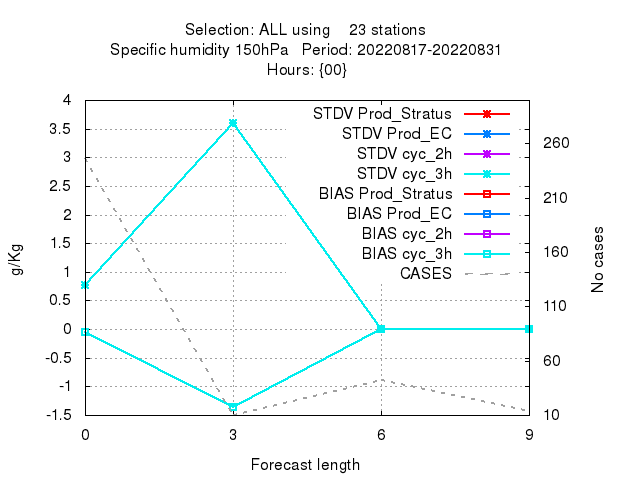 Selection: ALL using 23 stations
Specific humidity 150hPa Period: 20220817-20220831
Hours: {00}
4
3.5
3
2.5
2
1.5
1
0.5
0
-0.5
-1
-1.5
g/Kg
STDV Prod_Stratus
STDV Prod_EC
STDV cyc_2h
STDV cyc_3h
BIAS Prod_Stratus
BIAS Prod_EC
BIAS cyc_2h
BIAS cyc_3h
CASES
260
210
160
110
60
10
No cases
0 3 6 9
Forecast length